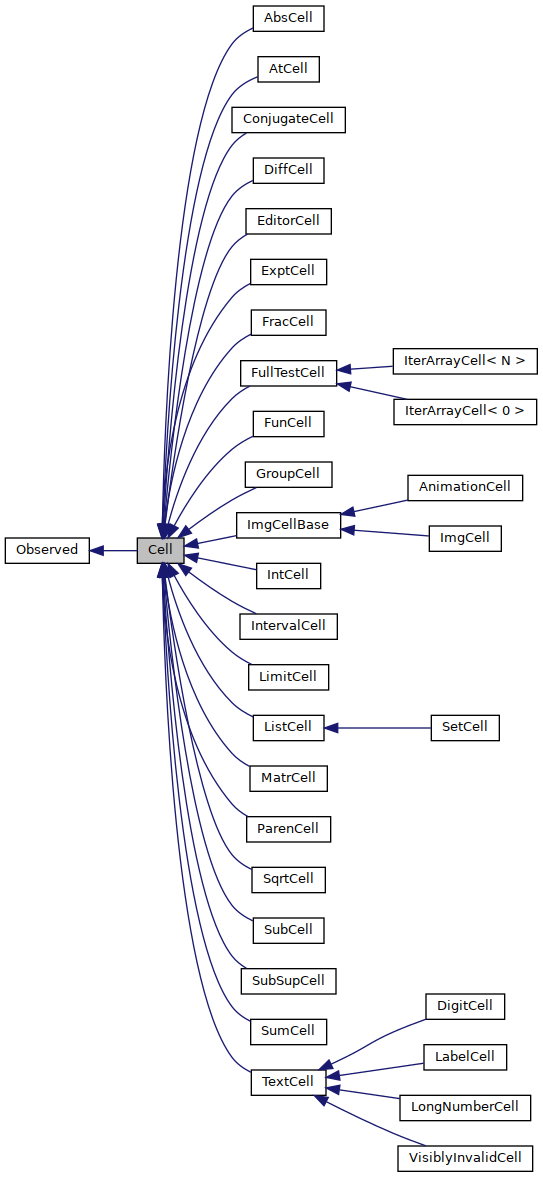 AbsCell
AtCell
ConjugateCell
DiffCell
EditorCell
ExptCell
FracCell
IterArrayCell< N >
FullTestCell
IterArrayCell< 0 >
FunCell
GroupCell
AnimationCell
ImgCellBase
ImgCell
Observed
Cell
IntCell
IntervalCell
LimitCell
ListCell
SetCell
MatrCell
ParenCell
SqrtCell
SubCell
SubSupCell
DigitCell
SumCell
LabelCell
TextCell
LongNumberCell
VisiblyInvalidCell